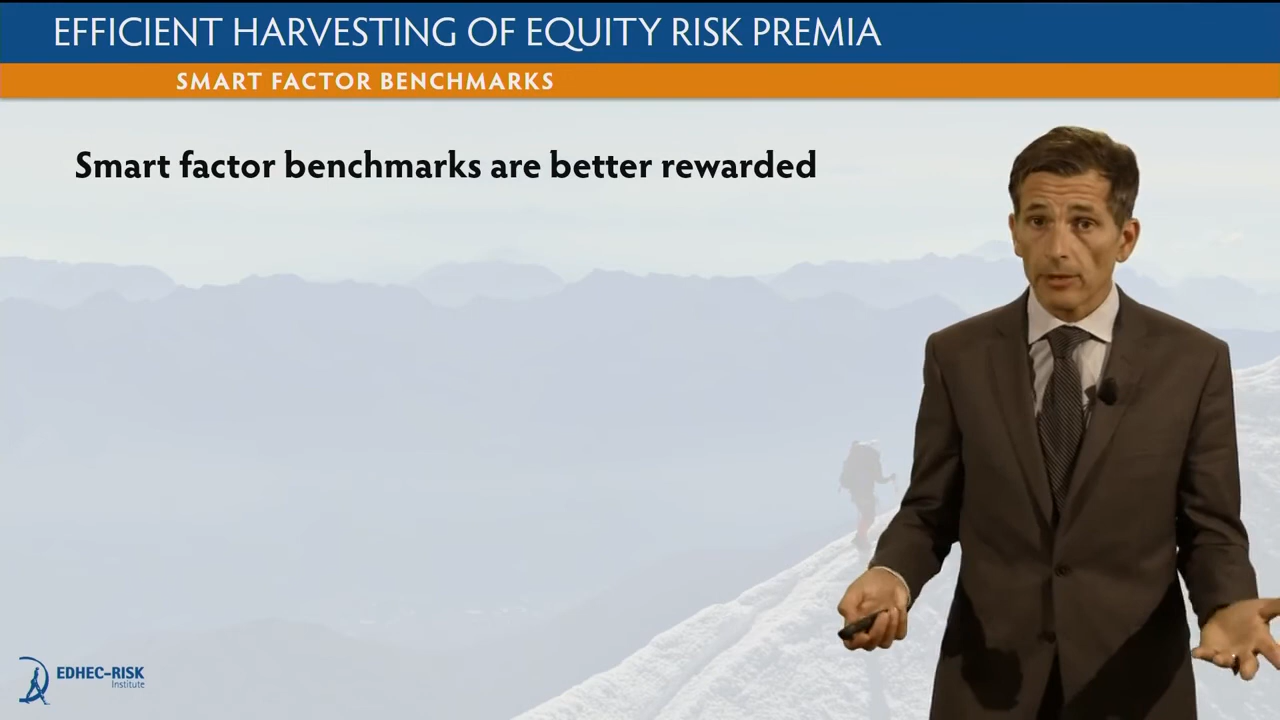 EFFICIENT HARVESTING OF EQUITY RISK PREMIA
SMART FACTOR BENCHMARKS
Smart factor benchmarks are better rewarded
EDHEC-RISK
Institute